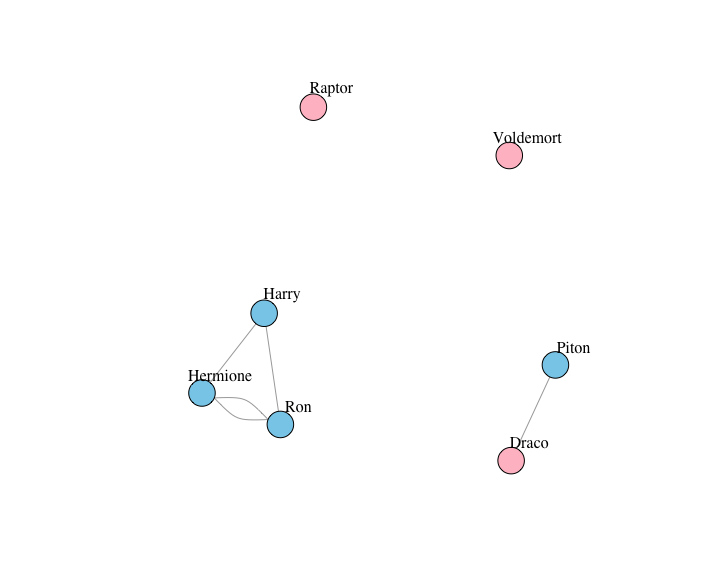 Raptor
Voldemort
Harry
Piton
Hermione
Ron
Draco